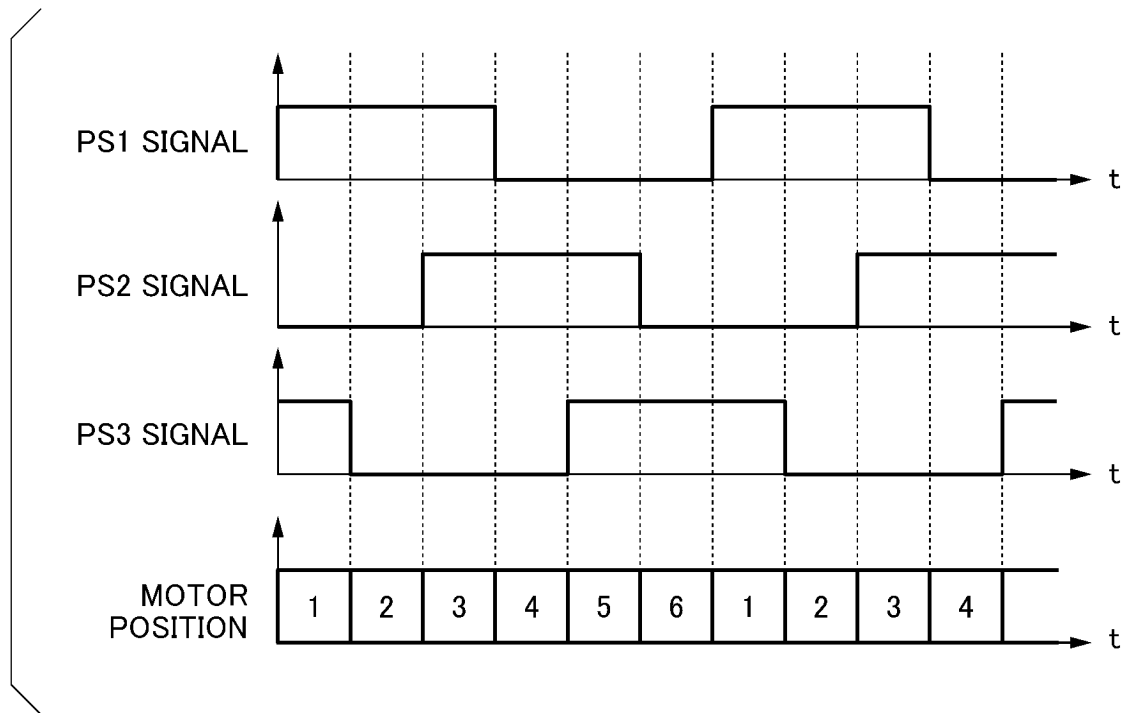 PS1 SIGNAL
t
PS2 SIGNAL
t
PS3 SIGNAL
t
MOTOR
POSITION
1 2 3 4 5 6 1 2 3 4
t